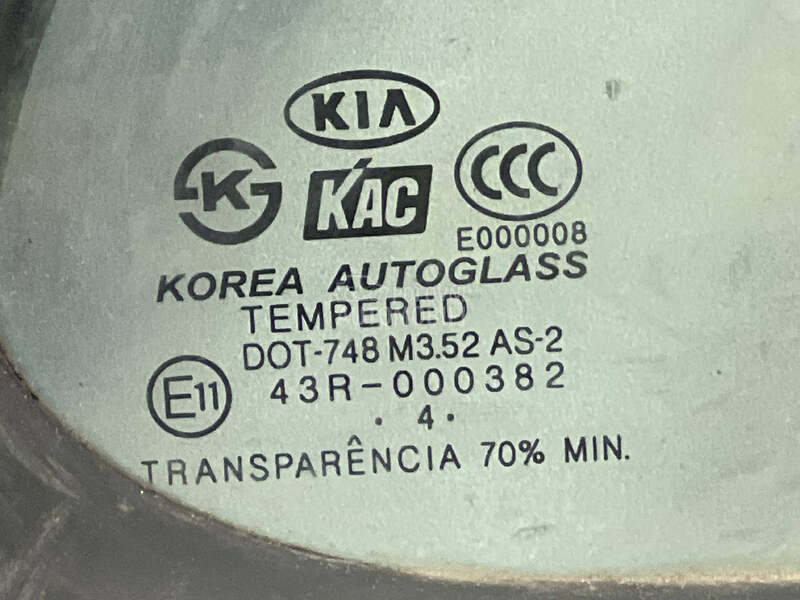 KIA
K
KAC
CCC
E000008
KOREA AUTOGLASS
TEMPERED
DOT-748 M3.52 AS-2
E11
43R-000382
. 4 .
TRANSPARÊNCIA 70% MIN.